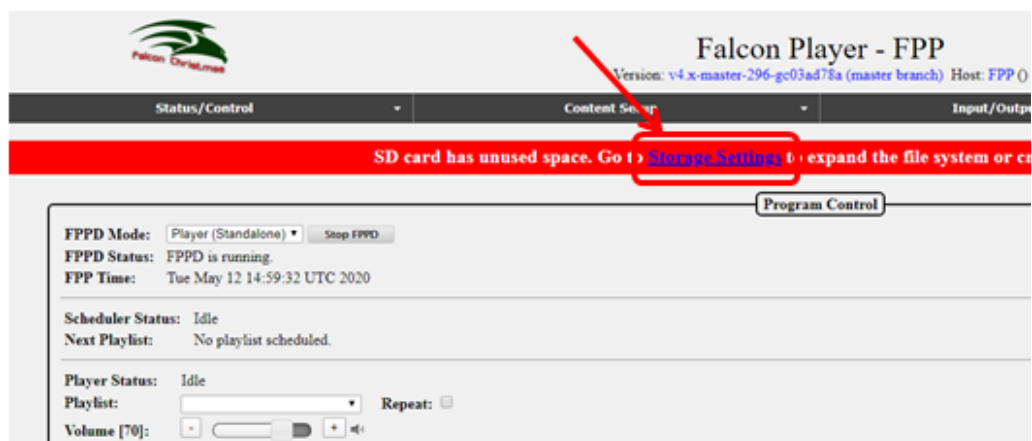 Falcon Christmas
Falcon Player - FPP
Version: v4.x-master-296-gc03ad78a (master branch) Host: FPP ()
Status/Control
Content Setup
Input/Outp
SD card has unused space. Go to Storage Settings to expand the file system or cr
Program Control
FPPD Mode: Player (Standalone) Stop FPPD
FPPD Status: FPPD is running.
FPP Time: Tue May 12 14:59:32 UTC 2020
Scheduler Status: Idle
Next Playlist: No playlist scheduled.
Player Status: Idle
Playlist: Repeat:
Volume [70]: - +